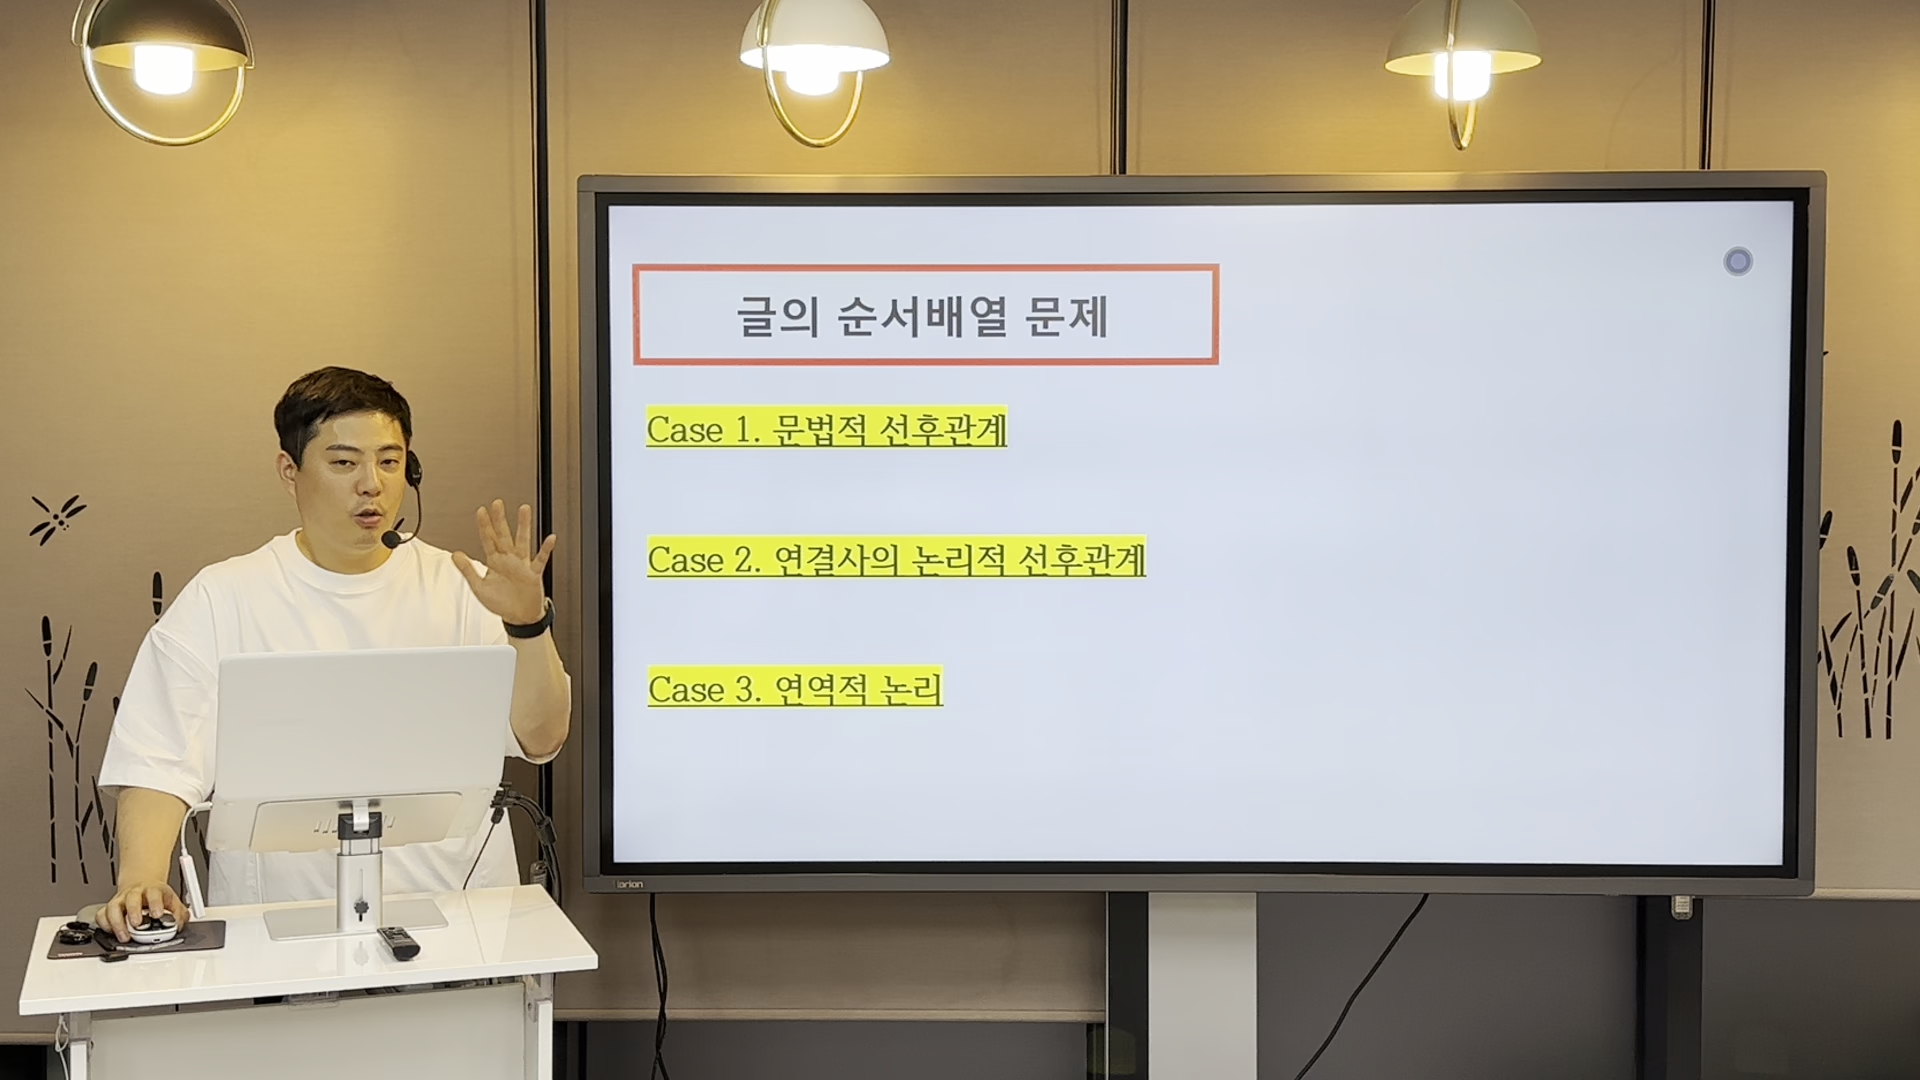 글의 순서배열 문제
Case 1. 문법적 선후관계
Case 2. 연결사의 논리적 선후관계
Case 3. 연역적 논리